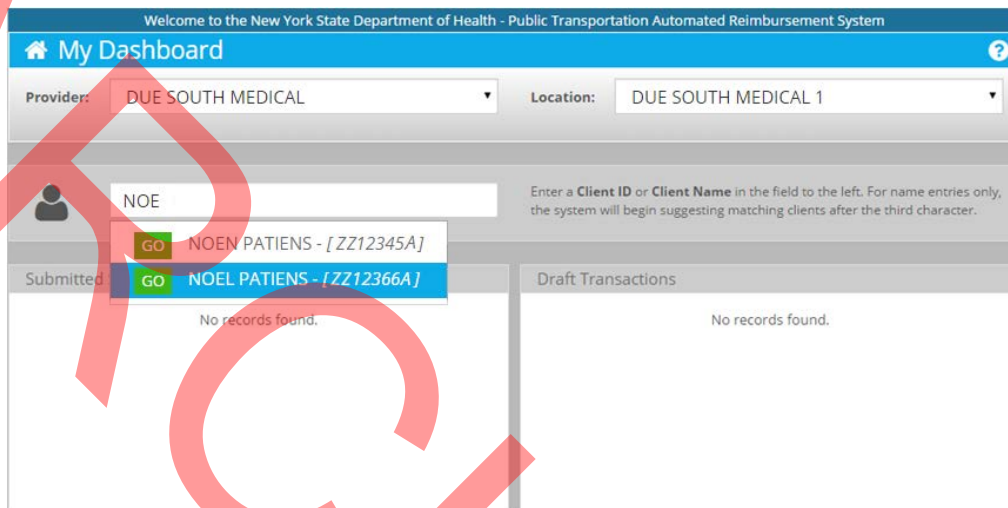 Welcome to the New York State Department of Health - Public Transportation Automated Reimbursement System
My Dashboard ?
Provider: DUE SOUTH MEDICAL Location: DUE SOUTH MEDICAL 1
NOE
Enter a Client ID or Client Name in the field to the left. For name entries only,
the system will begin suggesting matching clients after the third character.
GO NOEN PATIENS - [ZZ12345A]
GO NOEL PATIENS - [ZZ12366A]
Submitted
Draft Transactions
No records found.
No records found.